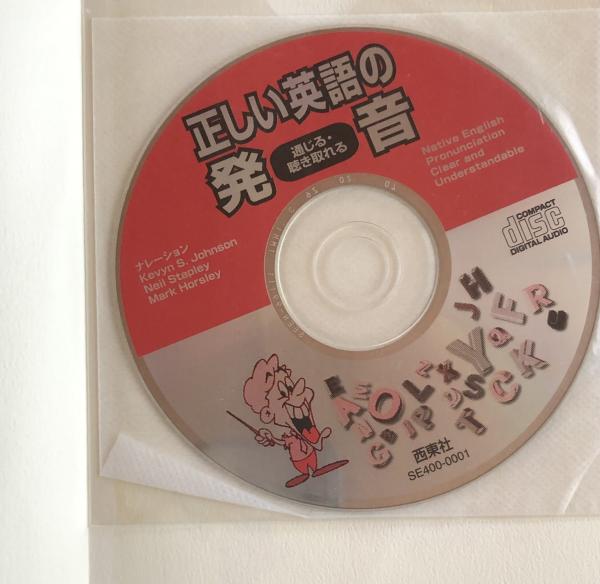 正しい英語の
発音
通じる・
聴き取れる
Native English
Pronunciation
Clear and
Understandable
ナレーション
Kevyn S. Johnson
Neil Stapley
Mark Horsley
COMPACT
disc
DIGITAL AUDIO
西東社
SE400-0001